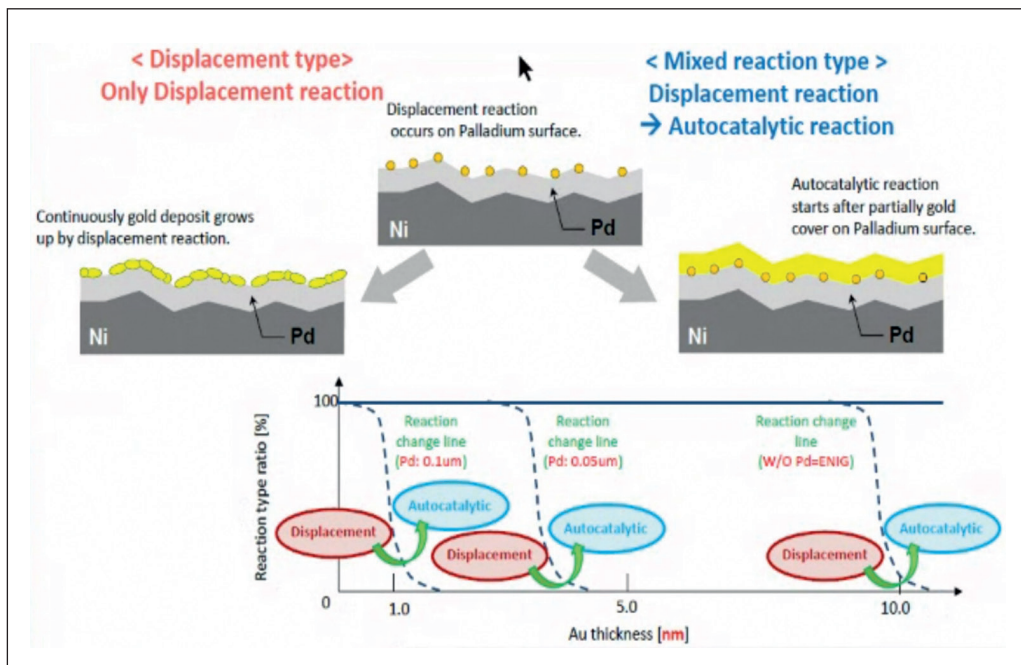 < Displacement type>
Only Displacement reaction
Displacement reaction
occurs on Palladium surface.
< Mixed reaction type >
Displacement reaction
→ Autocatalytic reaction
Continuously gold deposit grows
up by displacement reaction.
Ni
Pd
Autocatalytic reaction
starts after partially gold
cover on Palladium surface.
Ni
Pd
Ni
Pd
Reaction type ratio [%]
100
Reaction
change line
(Pd: 0.1um)
Reaction
change line
(Pd: 0.05um)
Reaction change
line
(W/O Pd=ENIG)
Displacement
Autocatalytic
Displacement
Autocatalytic
Displacement
Autocatalytic
0
1.0
5.0
10.0
Au thickness [nm]